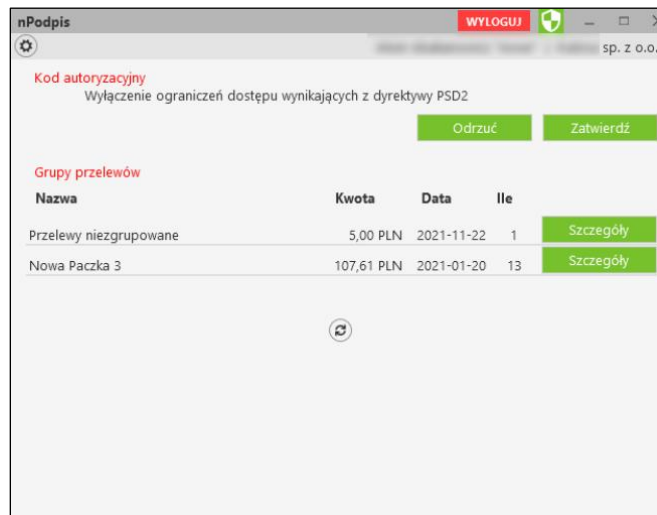 nPodpis WYLOGUJ
sp. z o.o.
Kod autoryzacyjny
Wyłączenie ograniczeń dostępu wynikających z dyrektywy PSD2
Odrzuć Zatwierdź
Grupy przelewów
Nazwa Kwota Data Ile
Przelewy niezgrupowane 5,00 PLN 2021-11-22 1 Szczegóły
Nowa Paczka 3 107,61 PLN 2021-01-20 13 Szczegóły